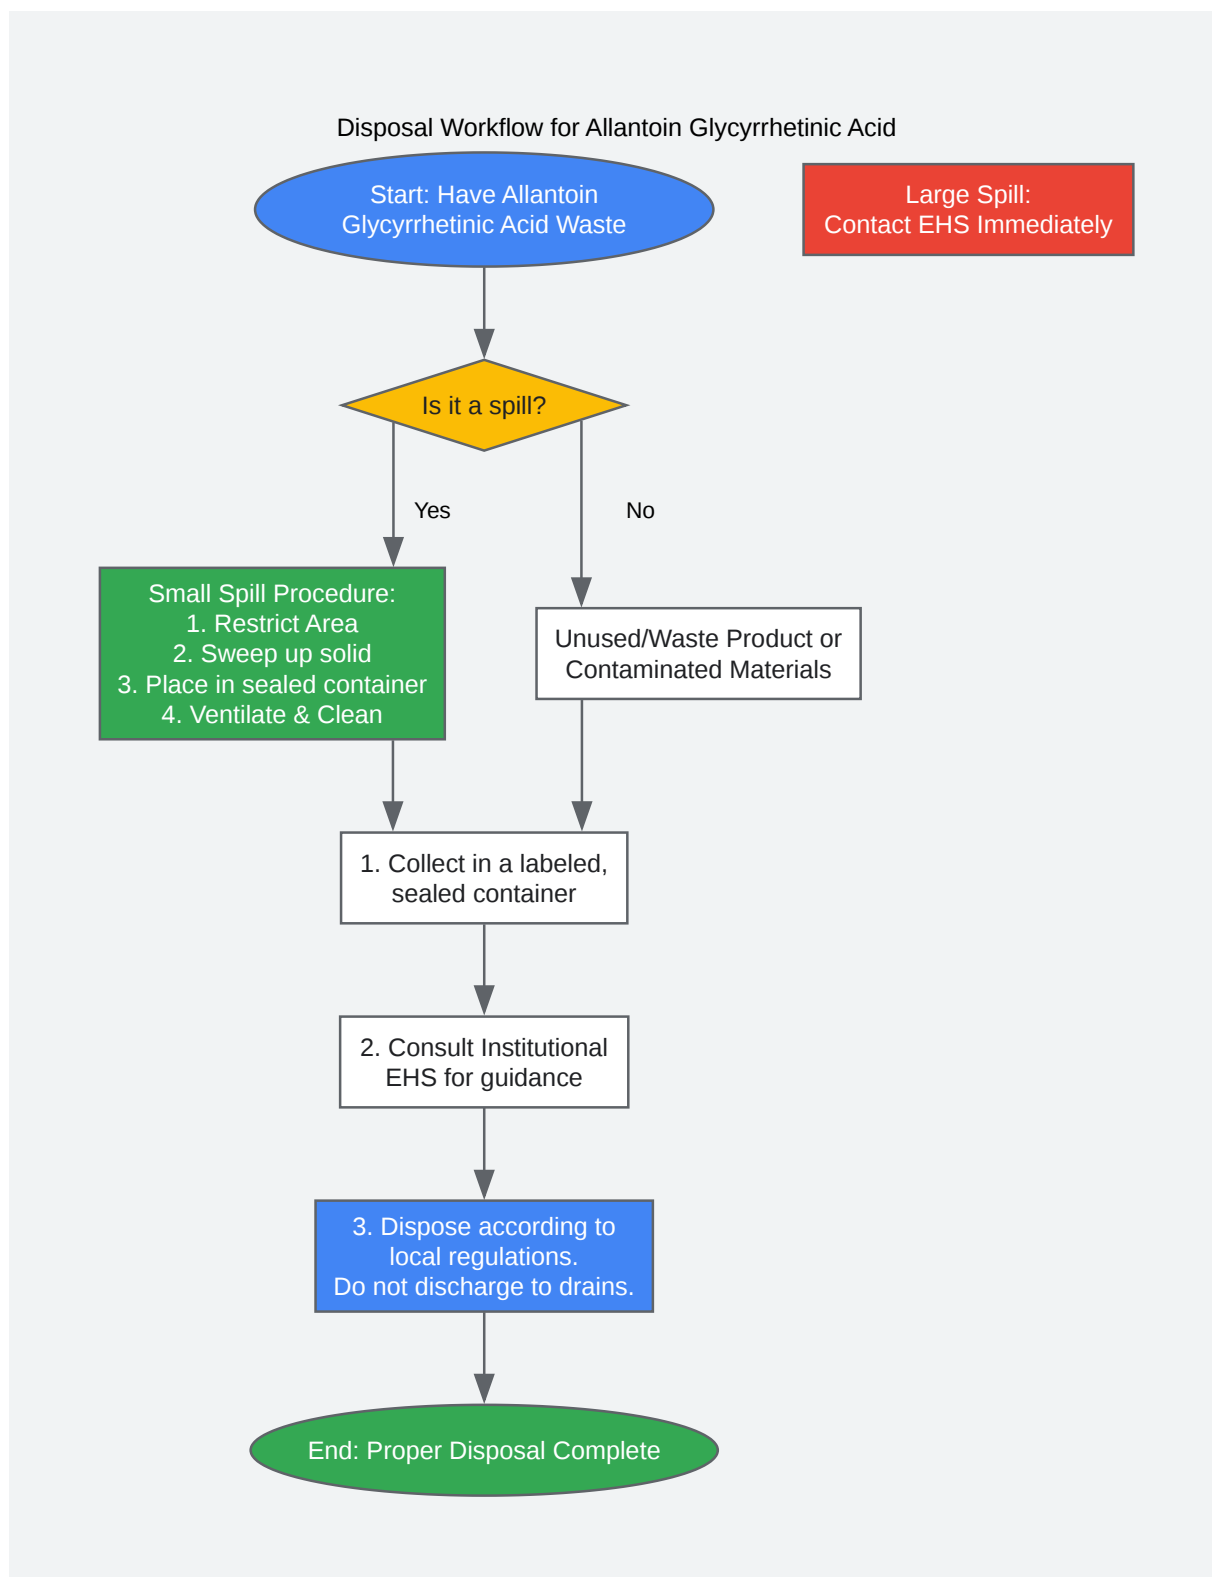 Disposal Workflow for Allantoin Glycyrrhetinic Acid
Start: Have Allantoin
Glycyrrhetinic Acid Waste
Large Spill:
Contact EHS Immediately
Is it a spill?
Yes
No
Small Spill Procedure:
1. Restrict Area
2. Sweep up solid
3. Place in sealed container
4. Ventilate & Clean
Unused/Waste Product or
Contaminated Materials
1. Collect in a labeled,
sealed container
2. Consult Institutional
EHS for guidance
3. Dispose according to
local regulations.
Do not discharge to drains.
End: Proper Disposal Complete